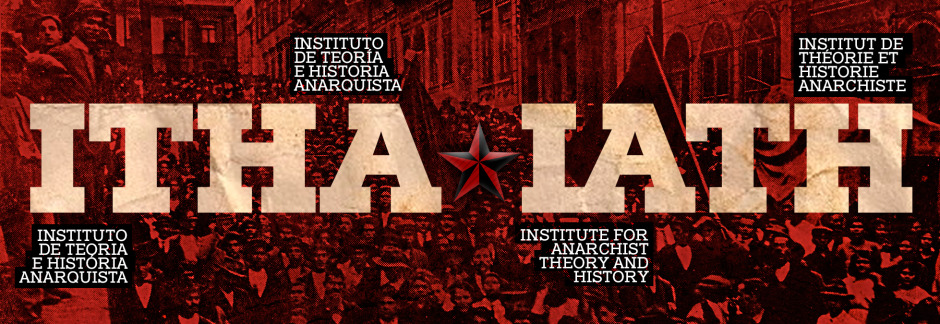 INSTITUTO
DE TEORÍA
E HISTORIA
ANARQUISTA
INSTITUT DE
THÉORIE ET
HISTORIE
ANARCHISTE
ITHA IATH
INSTITUTO
DE TEORIA
E HISTÓRIA
ANARQUISTA
INSTITUTE FOR
ANARCHIST
THEORY AND
HISTORY